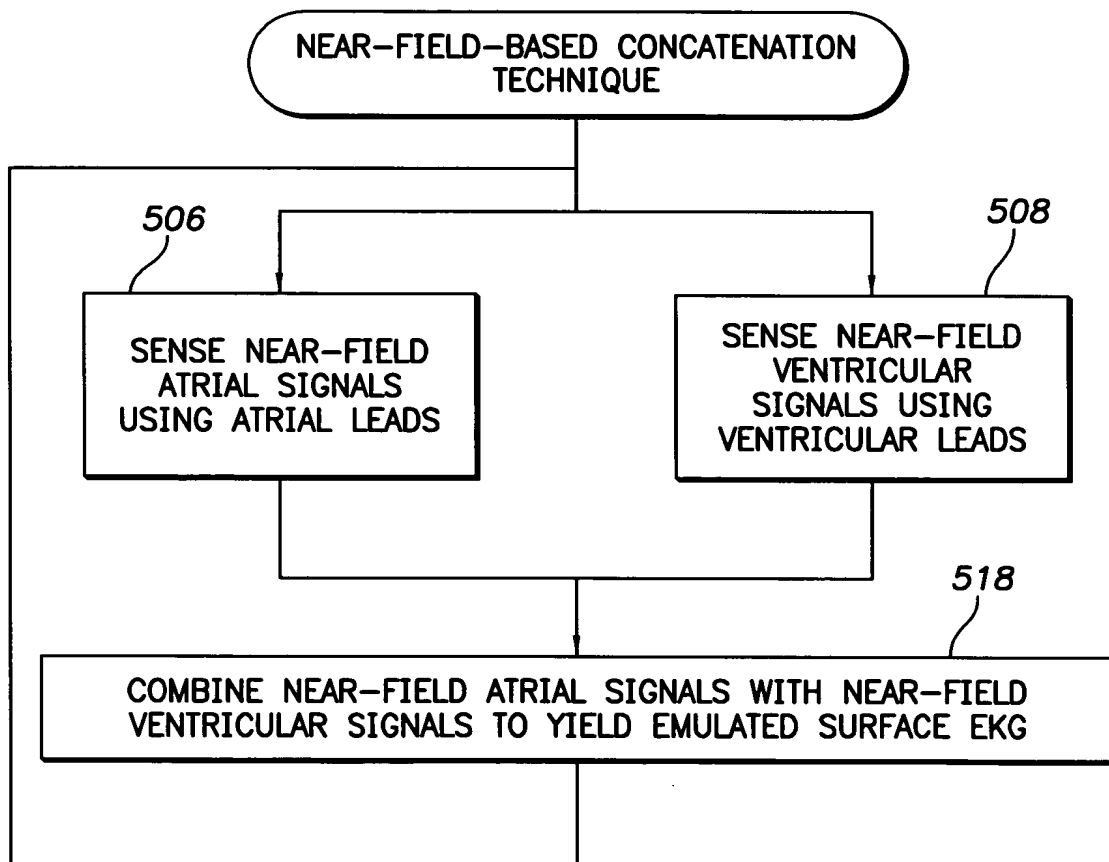 NEAR-FIELD-BASED CONCATENATION
TECHNIQUE
506
508
SENSE NEAR-FIELD
ATRIAL SIGNALS
USING ATRIAL LEADS
SENSE NEAR-FIELD
VENTRICULAR
SIGNALS USING
VENTRICULAR LEADS
518
COMBINE NEAR-FIELD ATRIAL SIGNALS WITH NEAR-FIELD
VENTRICULAR SIGNALS TO YIELD EMULATED SURFACE EKG